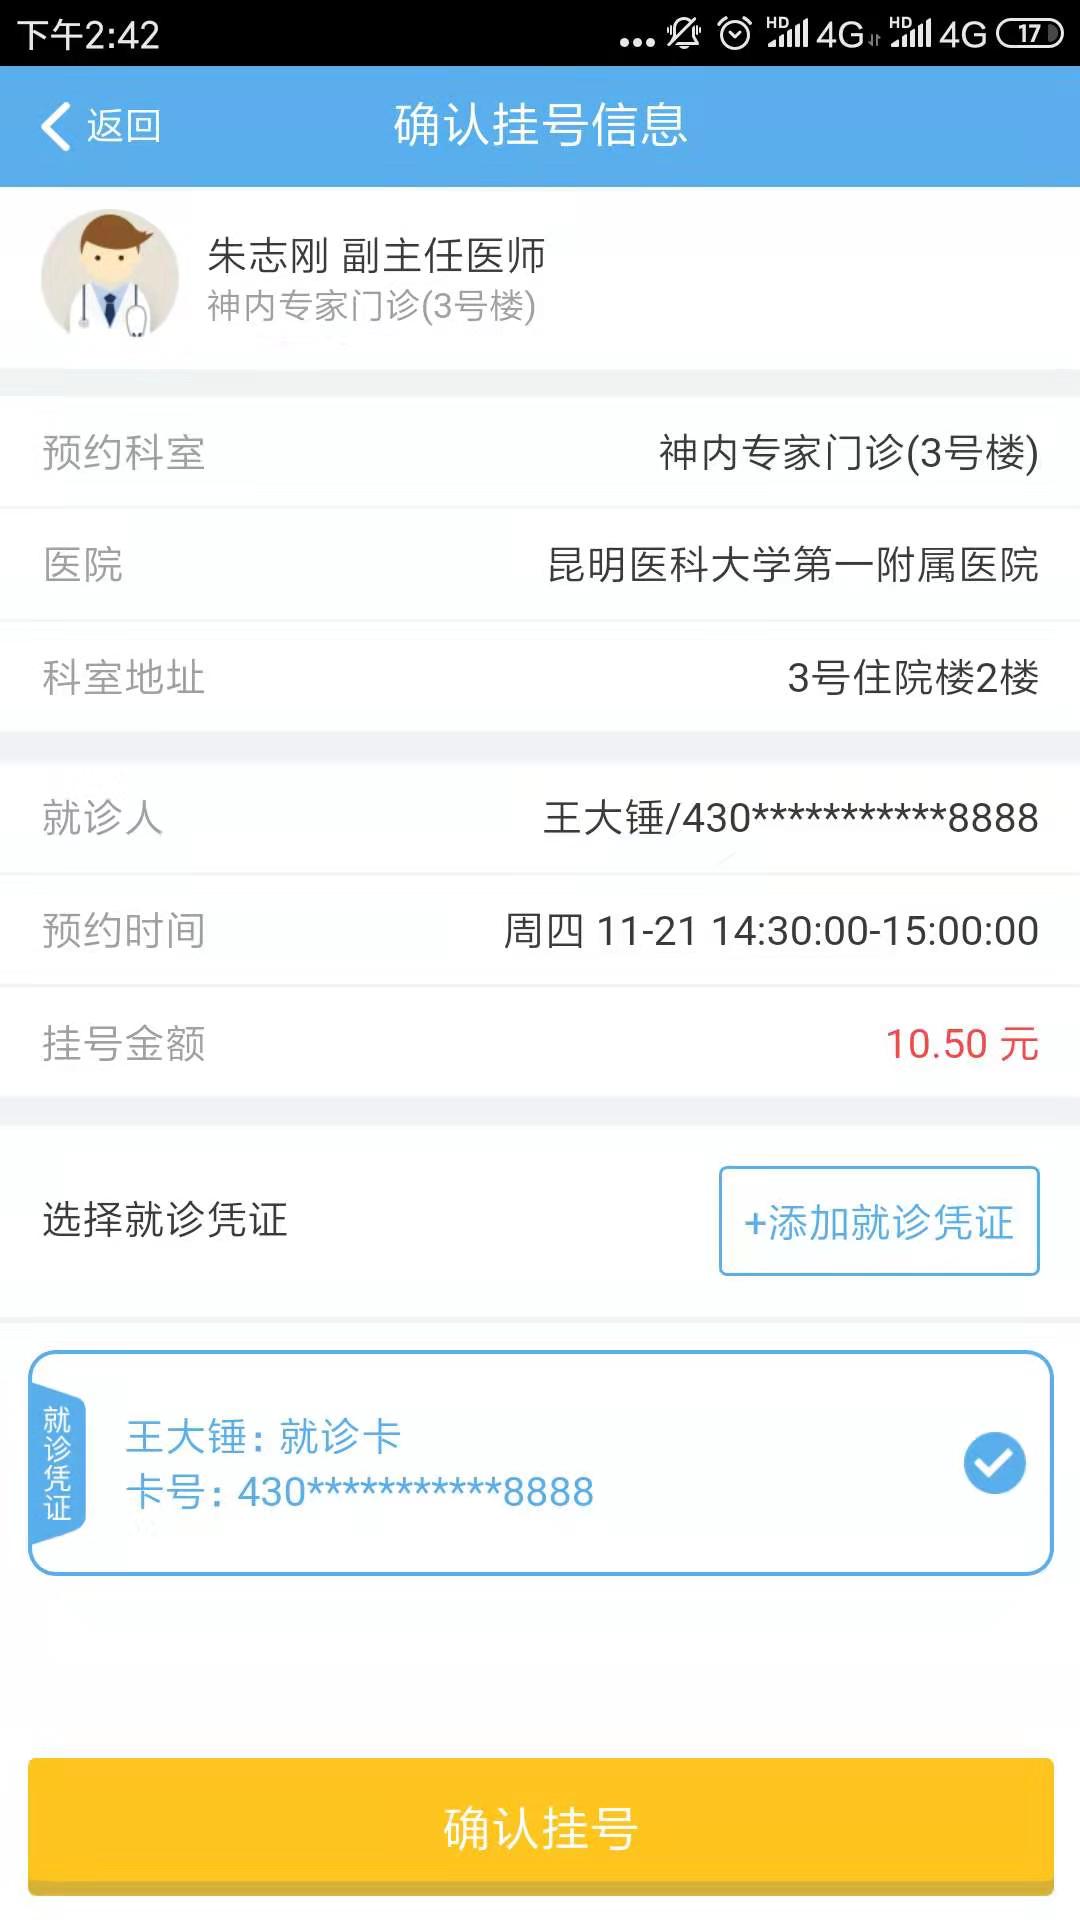 下午2:42
... HD 4G HD 4G 17
返回
确认挂号信息
朱志刚 副主任医师
神内专家门诊(3号楼)
预约科室 神内专家门诊(3号楼)
医院 昆明医科大学第一附属医院
科室地址 3号住院楼2楼
就诊人 王大锤/430***********8888
预约时间 周四 11-21 14:30:00-15:00:00
挂号金额 10.50 元
选择就诊凭证
+添加就诊凭证
就诊凭证
王大锤: 就诊卡
卡号: 430***********8888
确认挂号